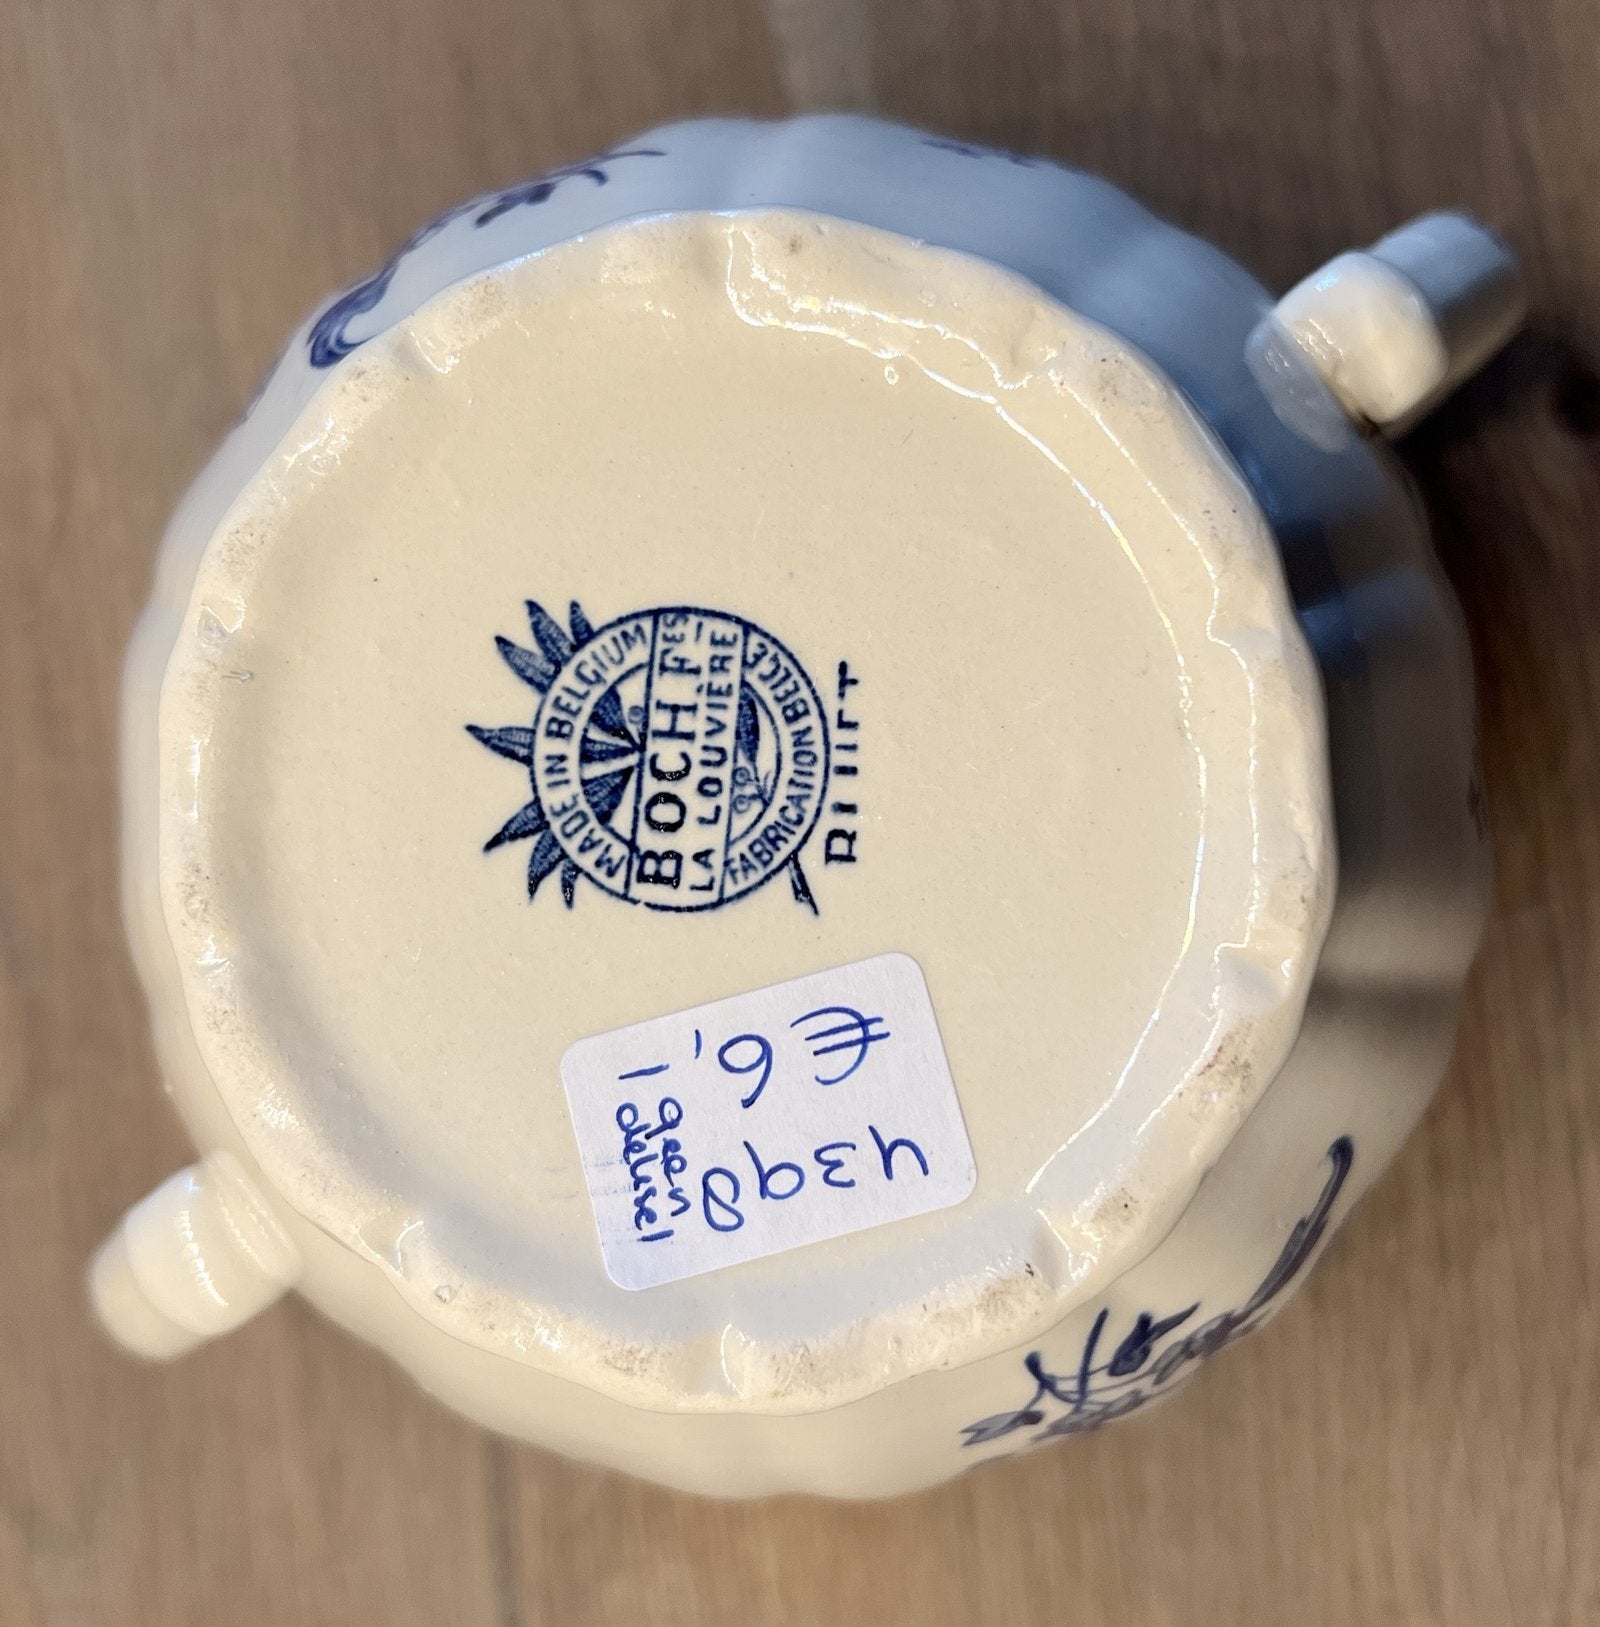 MADE IN BELGIUM
BOCH Fes
LA LOUVIÈRE
FABRICATION BELGE
4398
€ 6,-
geen
deksel